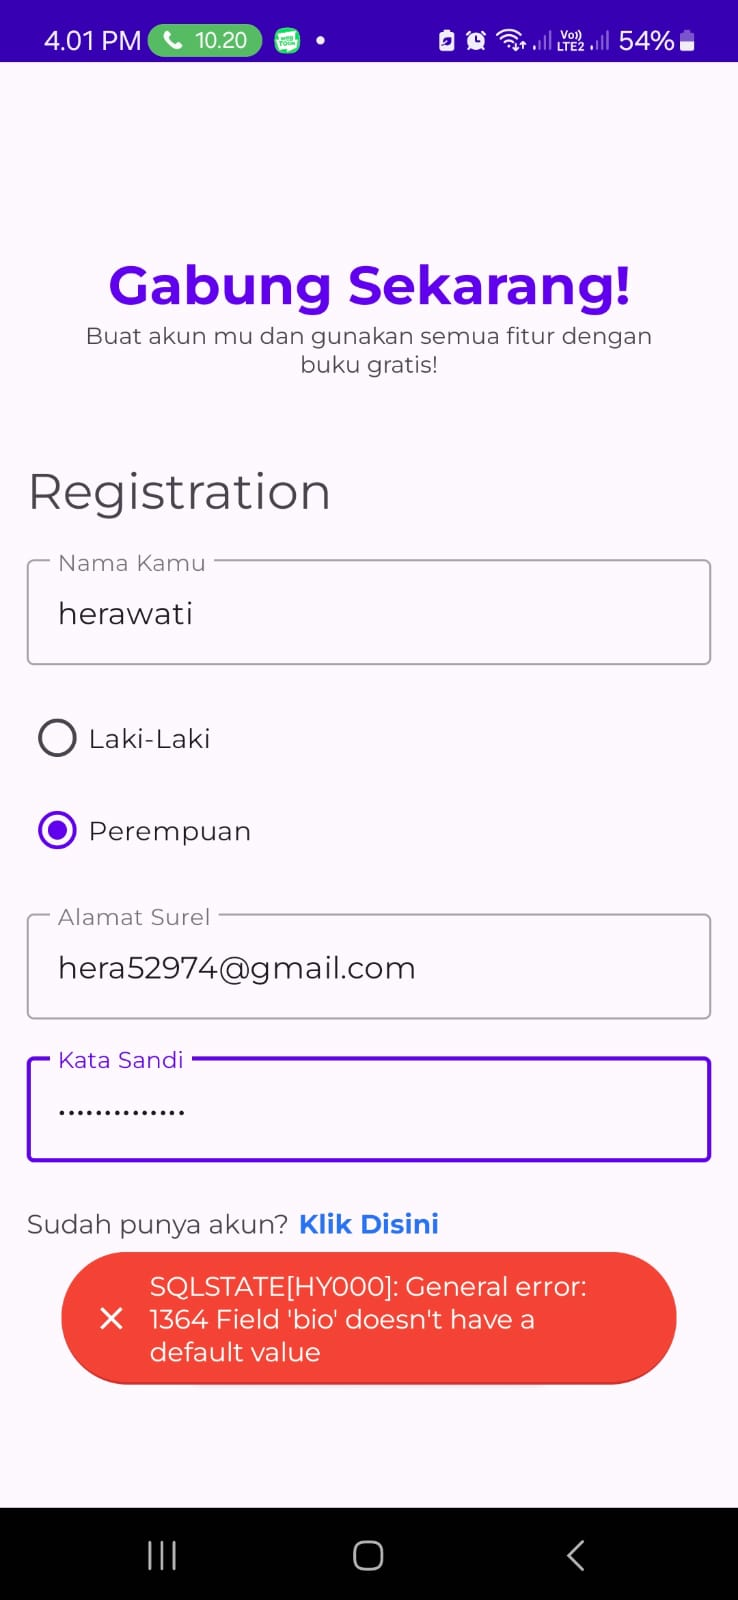 4.01 PM 10.20 WEB TOON Vo)) LTE2 54%
Gabung Sekarang!
Buat akun mu dan gunakan semua fitur dengan
buku gratis!
Registration
Nama Kamu
herawati
Laki-Laki
Perempuan
Alamat Surel
hera52974@gmail.com
Kata Sandi
Sudah punya akun? Klik Disini
SQLSTATE[HY000]: General error:
1364 Field 'bio' doesn't have a
default value